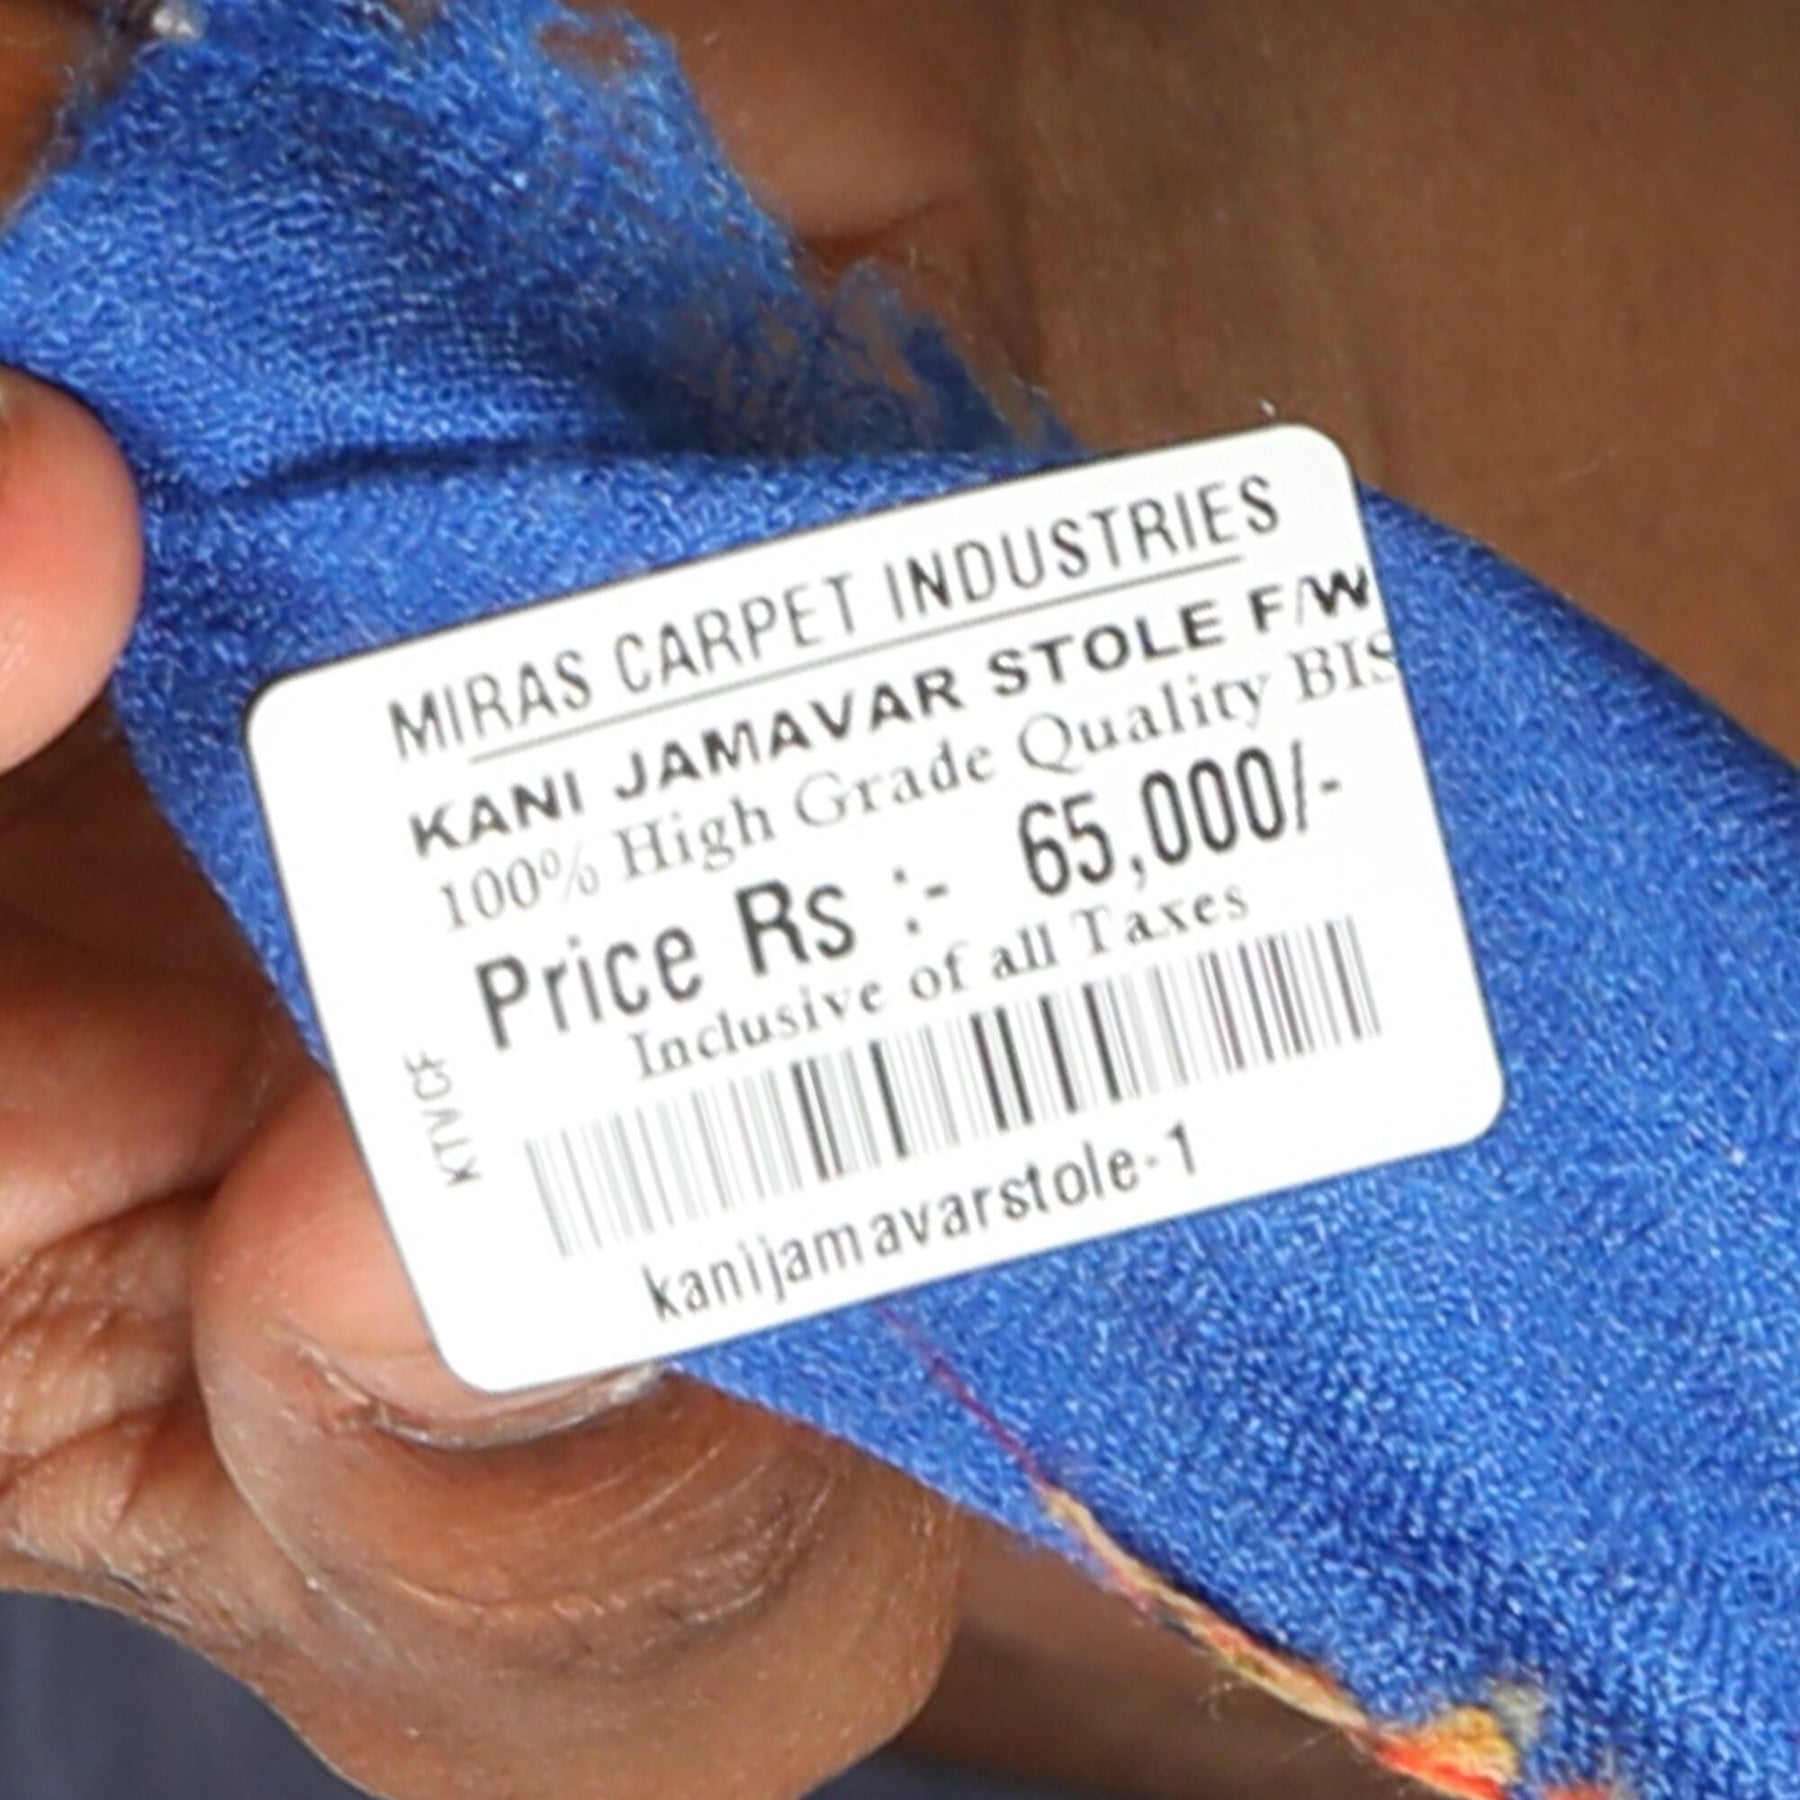 MIRAS CARPET INDUSTRIES
KANI JAMAVAR STOLE F/W
100% High Grade Quality BIS
Price Rs :- 65,000/-
Inclusive of all Taxes
KTVCF
kanijamavarstole-1